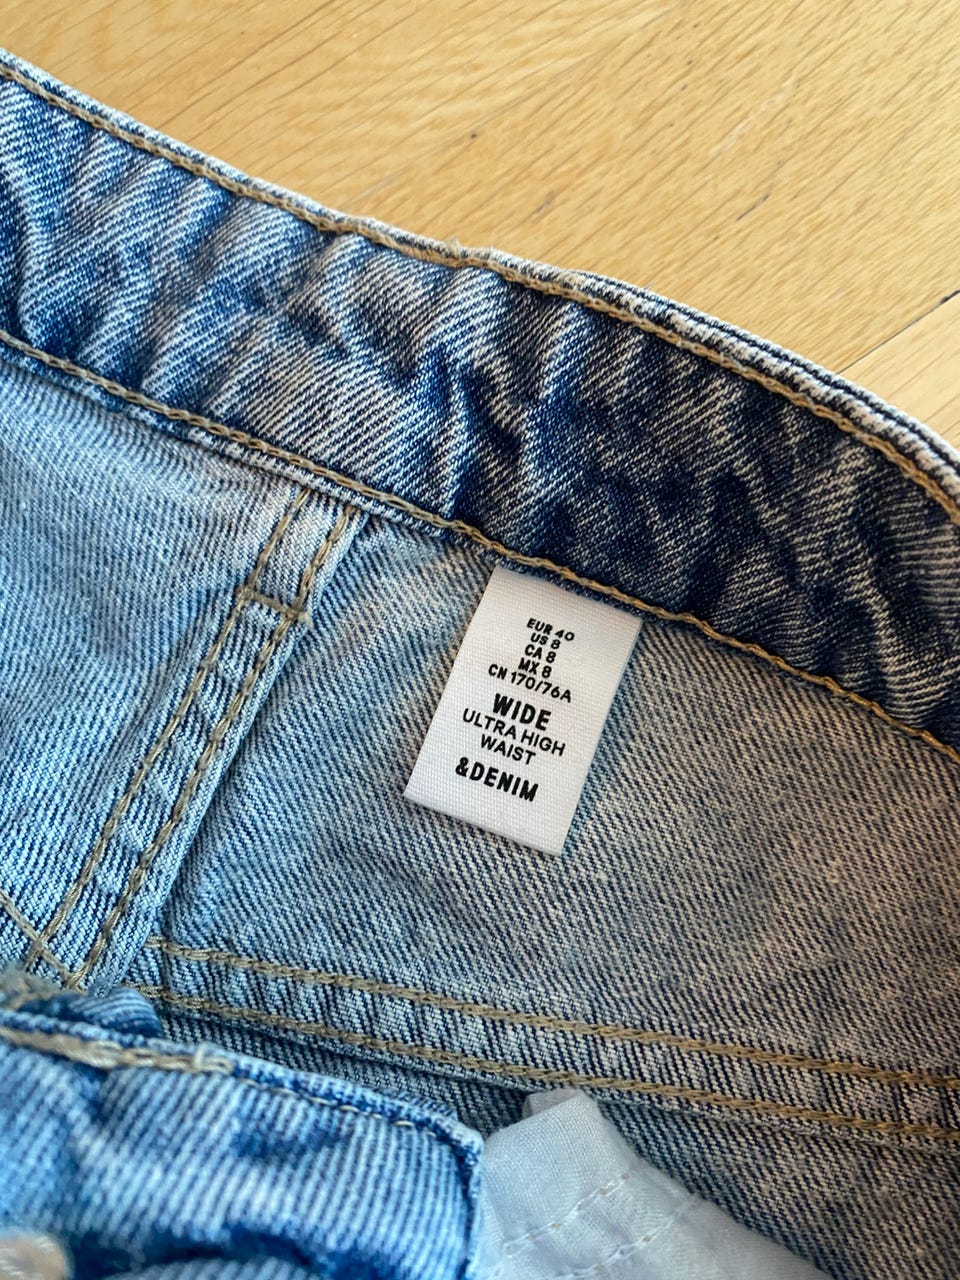 EUR 40
US 8
CA 8
MX 8
CN 170/76A
WIDE
ULTRA HIGH
WAIST
&DENIM